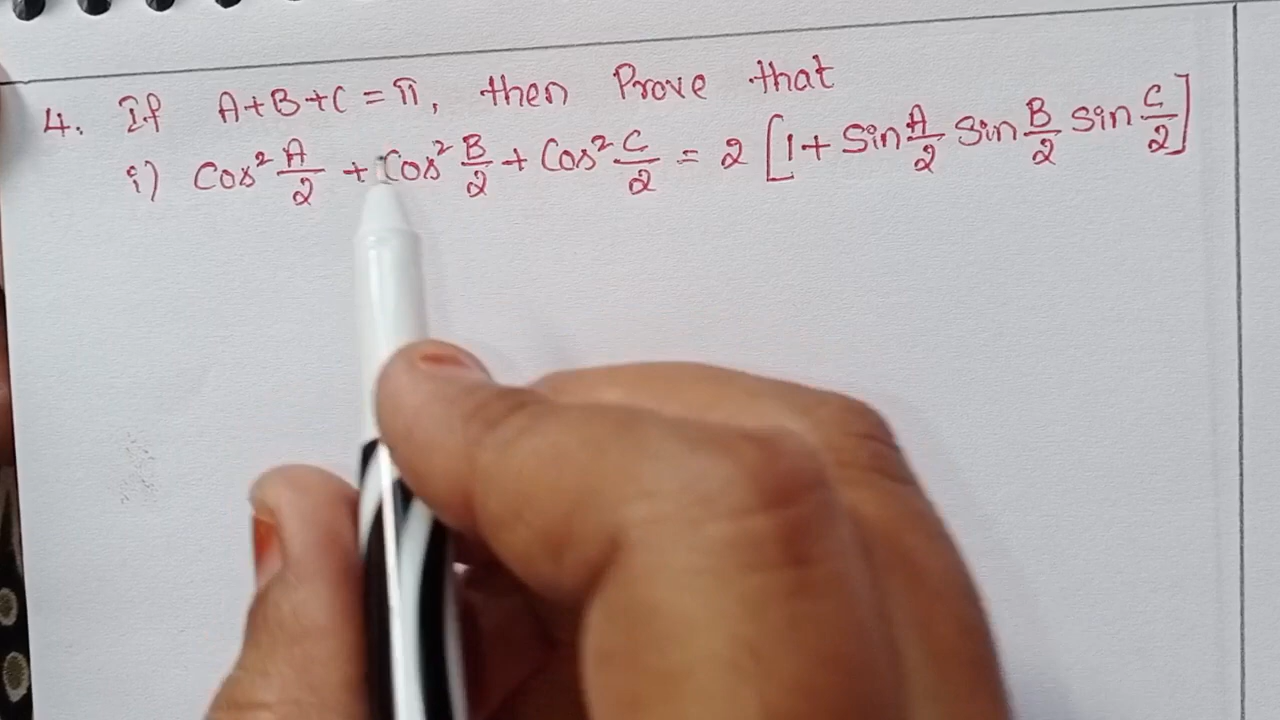 4. If A+B+C = π, then Prove that
i) Cos² A/2 + Cos² B/2 + Cos² C/2 = 2 [1+ Sin A/2 Sin B/2 Sin C/2]